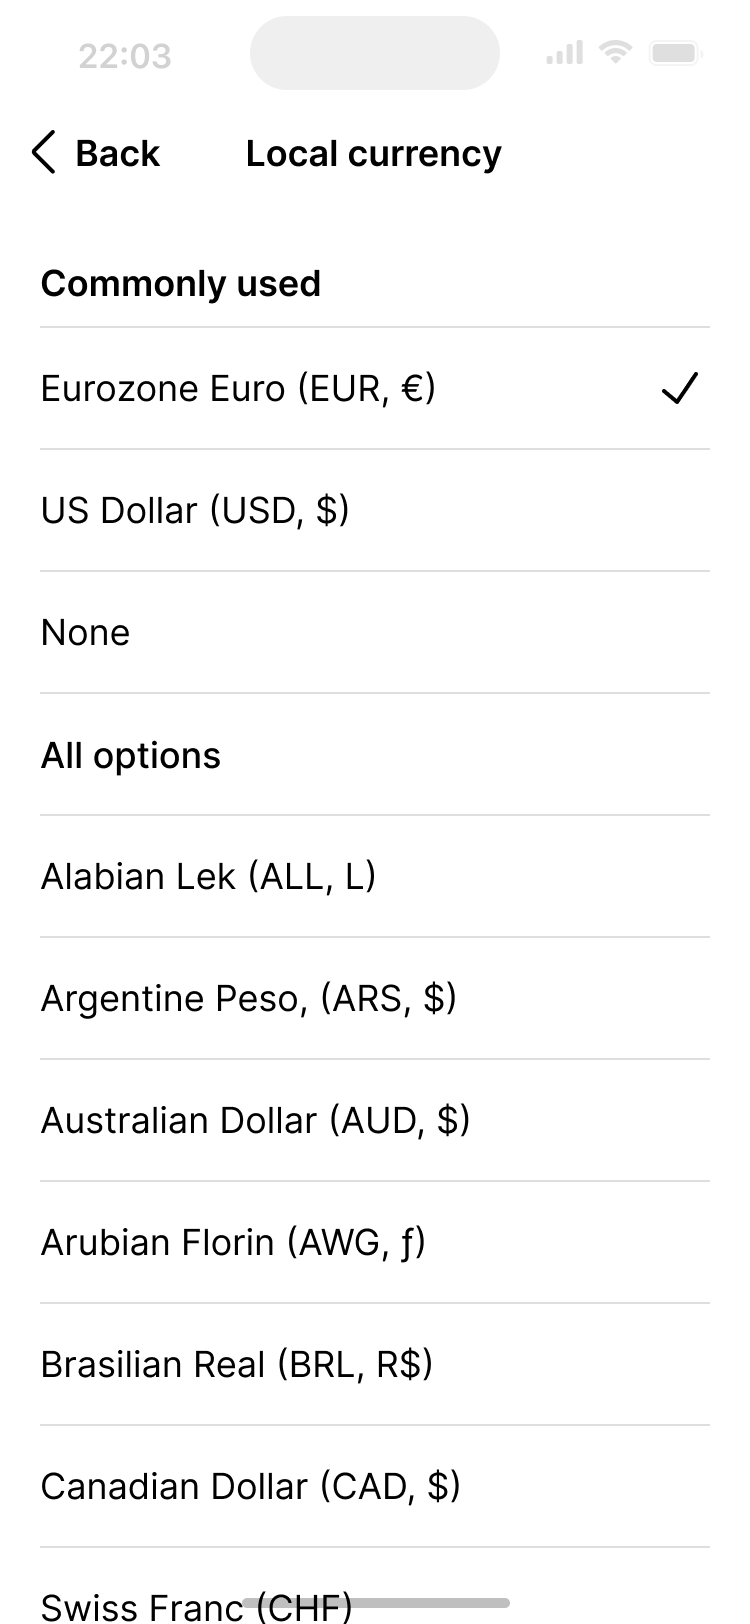 22:03
Back
Local currency
Commonly used
Eurozone Euro (EUR, €)
US Dollar (USD, $)
None
All options
Alabian Lek (ALL, L)
Argentine Peso, (ARS, $)
Australian Dollar (AUD, $)
Arubian Florin (AWG, ƒ)
Brasilian Real (BRL, R$)
Canadian Dollar (CAD, $)
Swiss Franc (CHF)